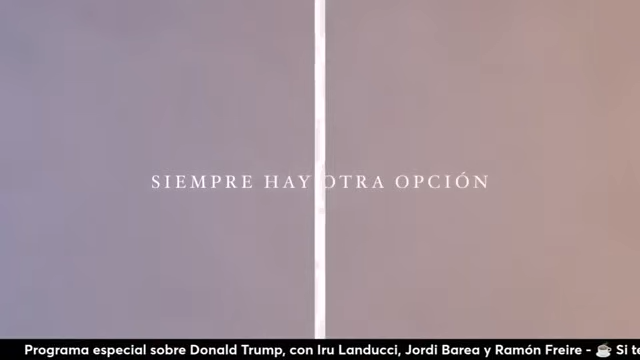 SIEMPRE HAY OTRA OPCIÓN
Programa especial sobre Donald Trump, con Iru Landucci, Jordi Barea y Ramón Freire - ☕ Si te